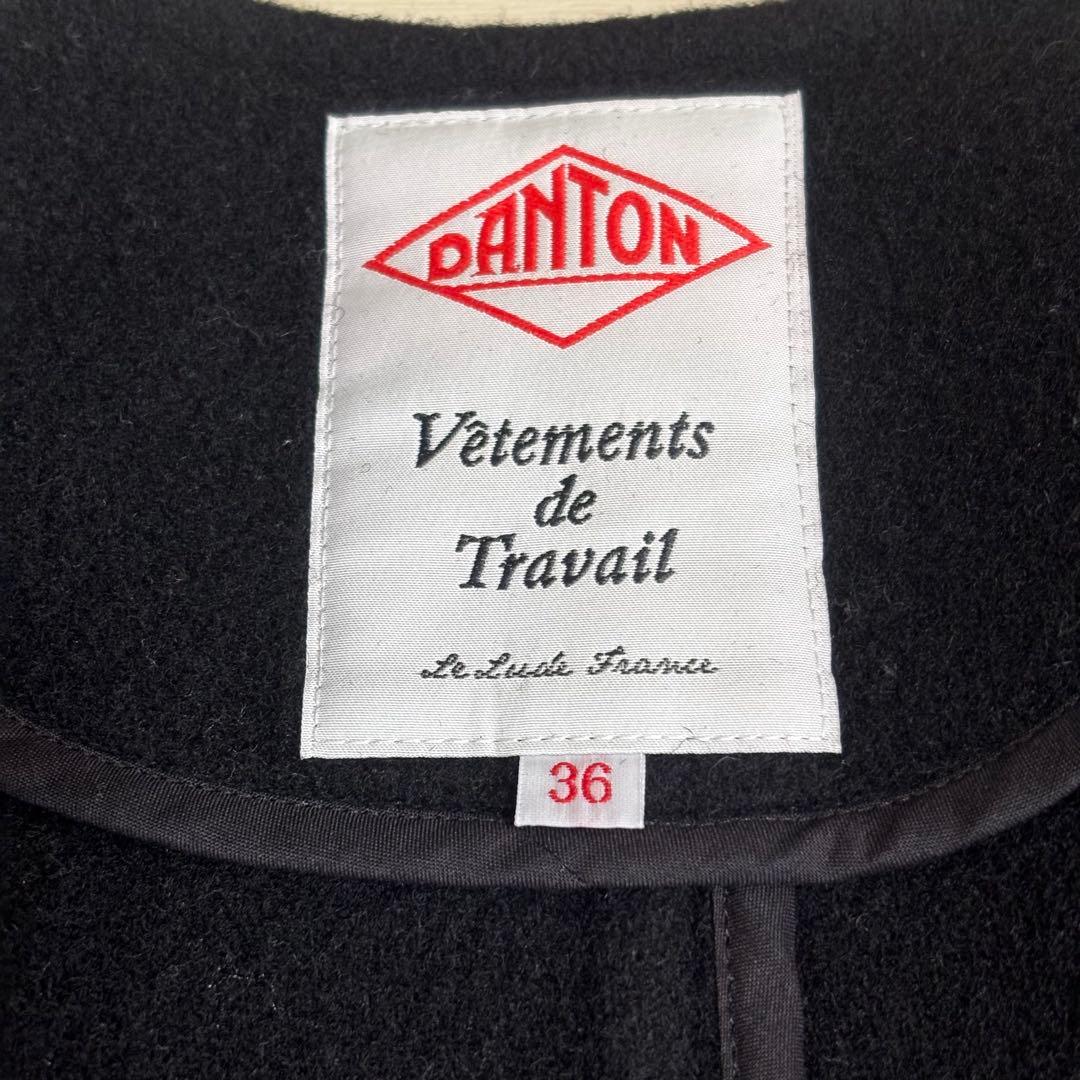 DANTON
Vêtements
de
Travail
Le Lude France
36